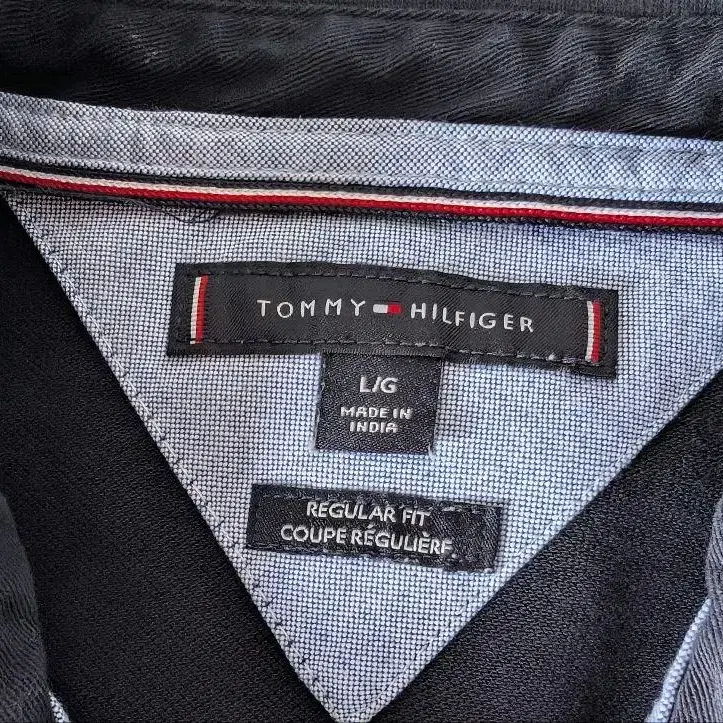 TOMMY HILFIGER
L/G
MADE IN
INDIA
REGULAR FIT
COUPE RÉGULIÈRE